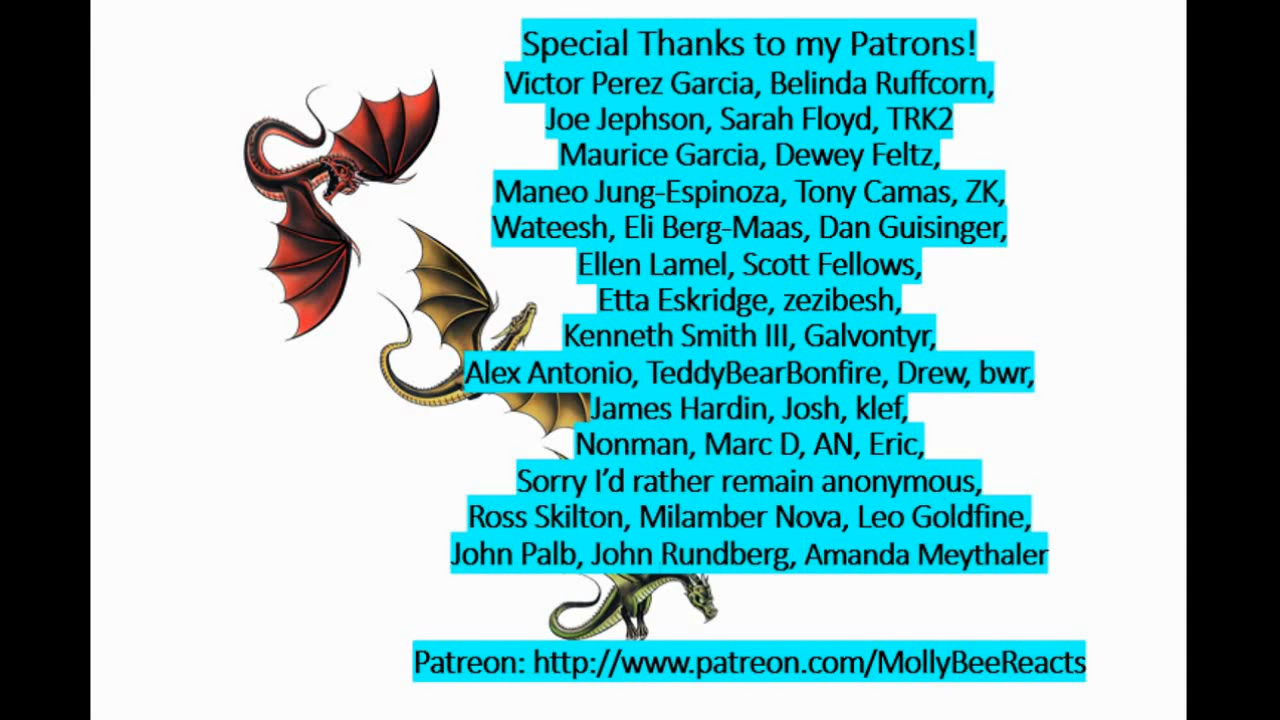 Special Thanks to my Patrons!
Victor Perez Garcia, Belinda Ruffcorn,
Joe Jephson, Sarah Floyd, TRK2
Maurice Garcia, Dewey Feltz,
Maneo Jung-Espinoza, Tony Camas, ZK,
Wateesh, Eli Berg-Maas, Dan Guisinger,
Ellen Lamel, Scott Fellows,
Etta Eskridge, zezibesh,
Kenneth Smith III, Galvontyr,
Alex Antonio, TeddyBearBonfire, Drew, bwr,
James Hardin, Josh, klef,
Nonman, Marc D, AN, Eric,
Sorry I’d rather remain anonymous,
Ross Skilton, Milamber Nova, Leo Goldfine,
John Palb, John Rundberg, Amanda Meythaler
Patreon: http://www.patreon.com/MollyBeeReacts